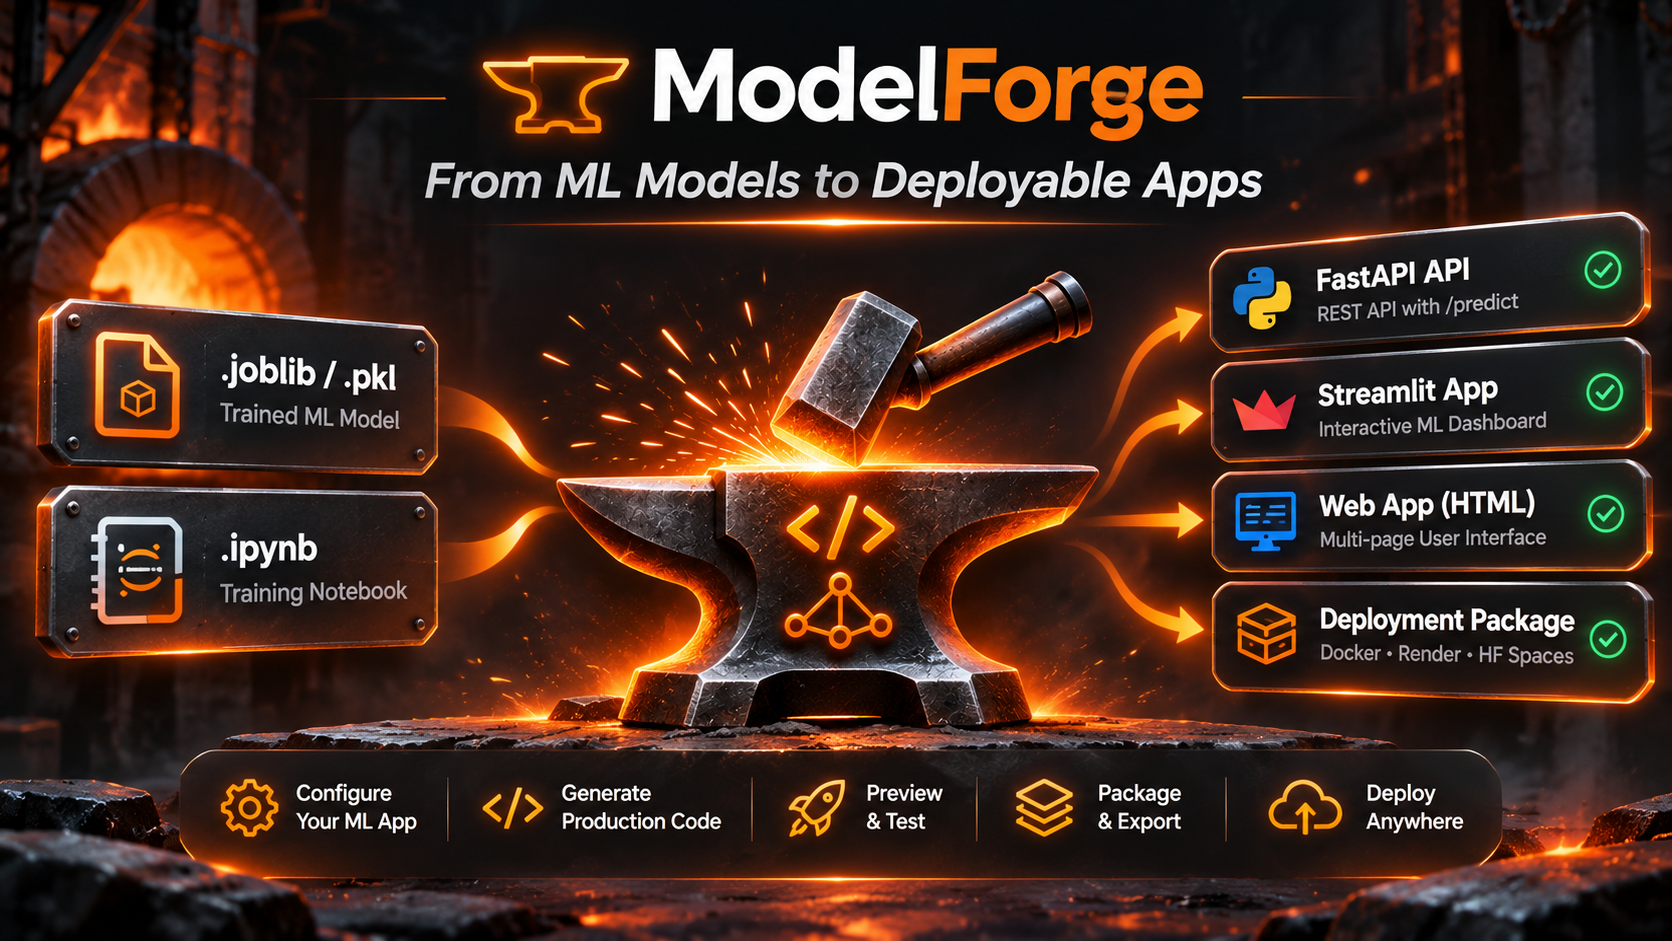 ModelForge
From ML Models to Deployable Apps
.joblib / .pkl
Trained ML Model
.ipynb
Training Notebook
</>
FastAPI API
REST API with /predict
Streamlit App
Interactive ML Dashboard
Web App (HTML)
Multi-page User Interface
Deployment Package
Docker • Render • HF Spaces
Configure
Your ML App
</>
Generate
Production Code
Preview
& Test
Package
& Export
Deploy
Anywhere